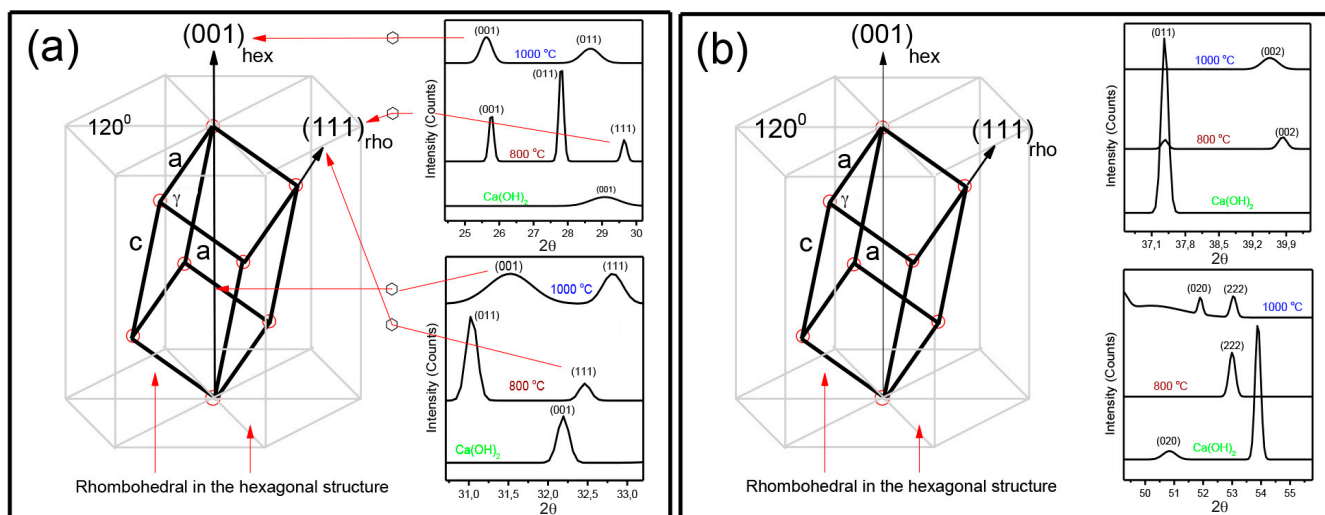 (a)
(001)hex
120⁰
(111)rho
a
γ
c
a
Rhombohedral in the hexagonal structure
Intensity (Counts)
(001)
(111)
1000 °C
(011)
(001)
(111)
800 °C
(001)
Ca(OH)₂
25 26 27 28 29 30
2θ
Intensity (Counts)
(001)
(111)
1000 °C
(011)
(111)
800 °C
(001)
Ca(OH)₂
31,0 31,5 32,0 32,5 33,0
2θ
(b)
(001)hex
120⁰
(111)rho
a
γ
c
a
Rhombohedral in the hexagonal structure
Intensity (Counts)
(011)
(002)
1000 °C
(002)
800 °C
Ca(OH)₂
37,1 37,8 38,5 39,2 39,9
2θ
Intensity (Counts)
(020) (222)
1000 °C
(222)
800 °C
(020)
Ca(OH)₂
50 51 52 53 54 55
2θ